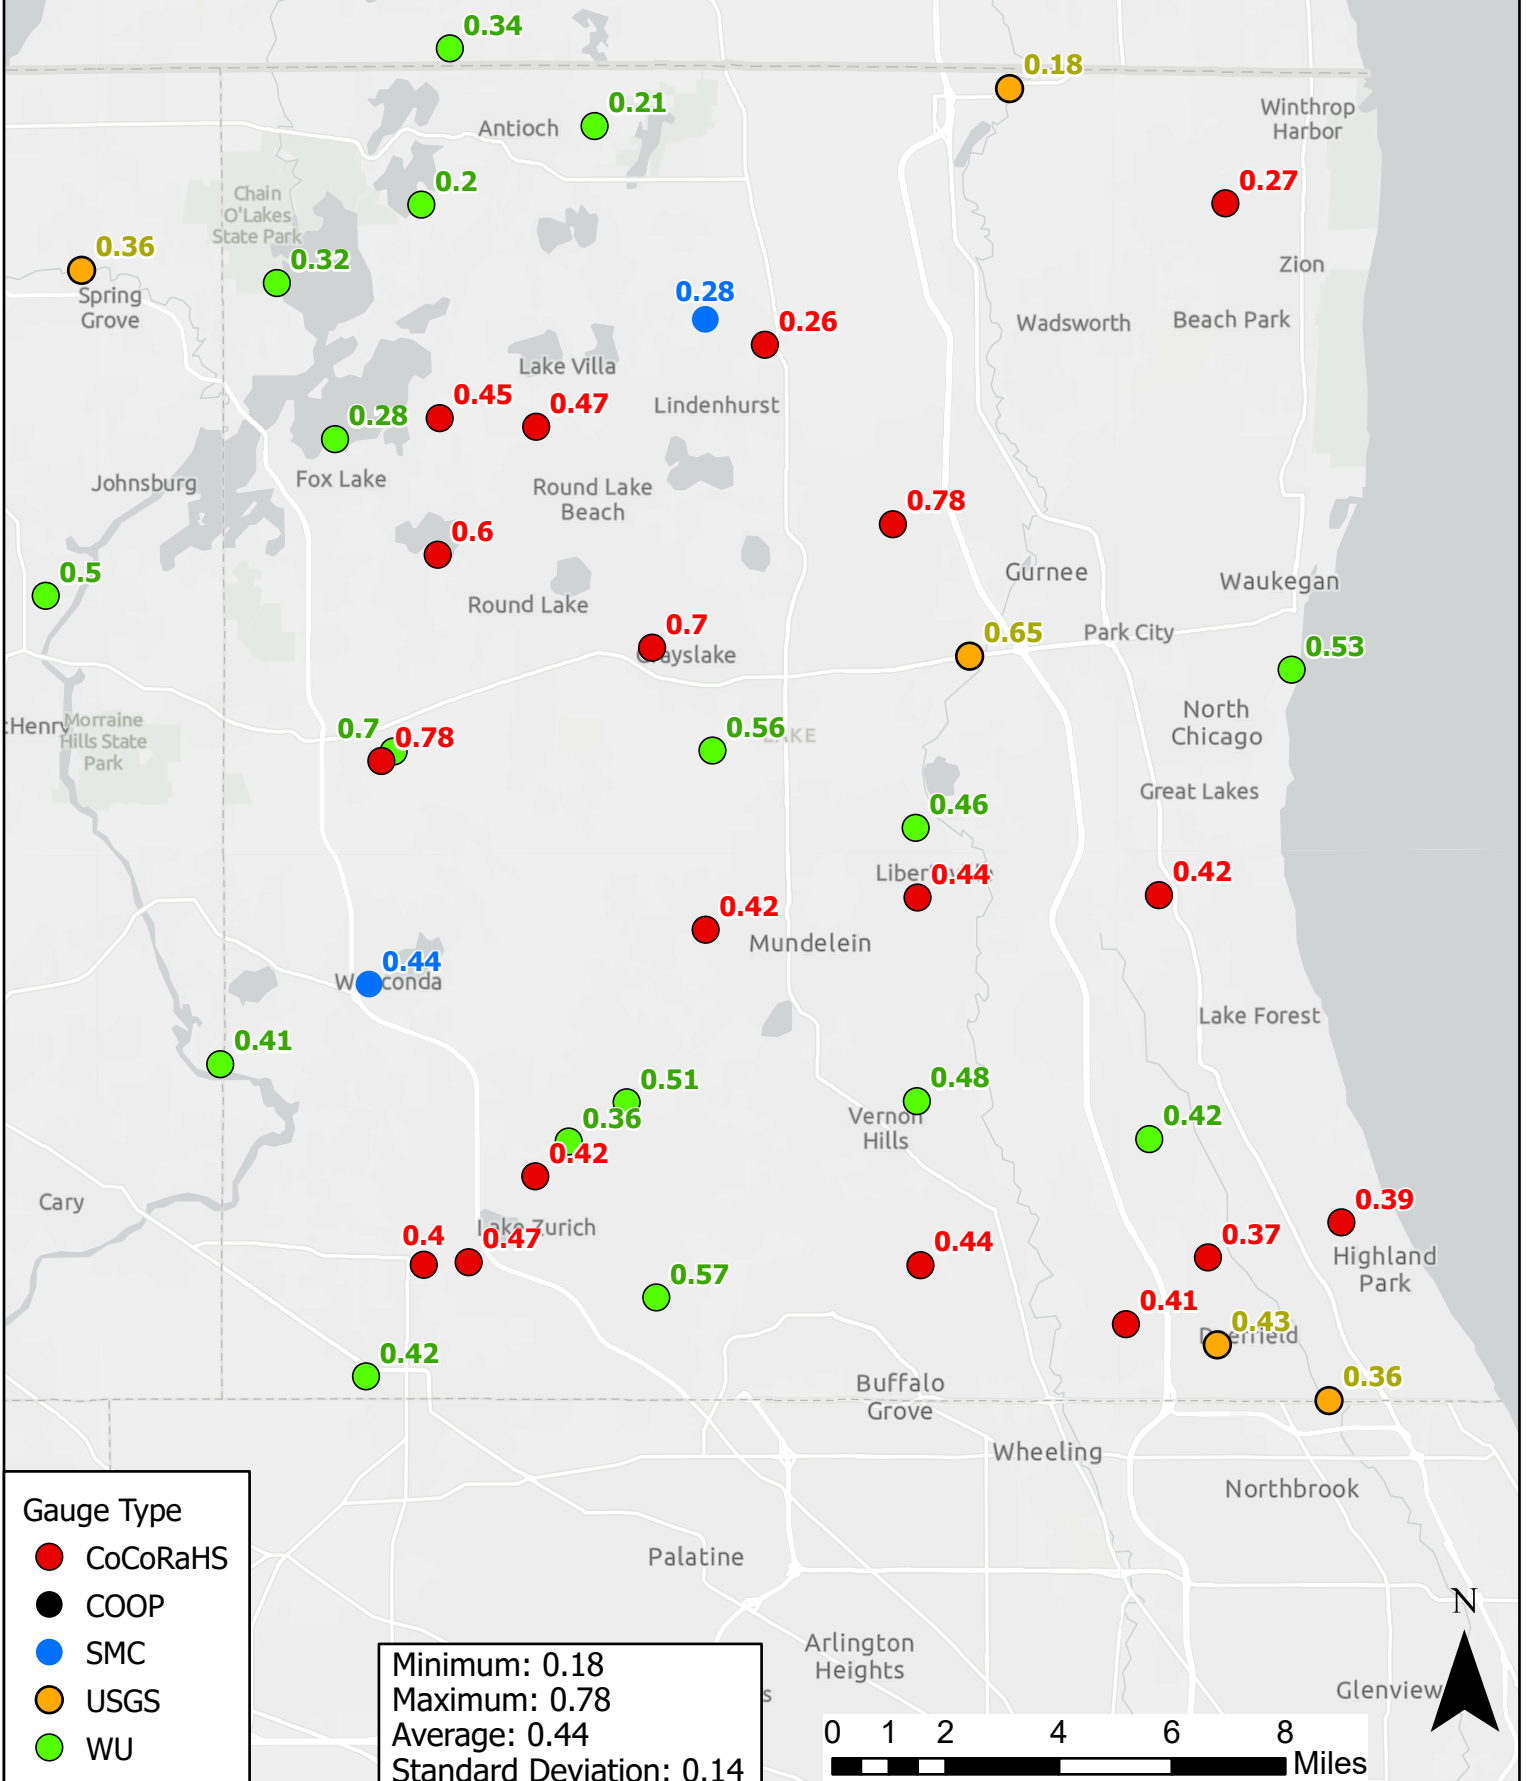 0.34
0.18
0.21
Antioch
Winthrop
Harbor
0.2
0.27
Chain
O'Lakes
State Park
0.36
0.32
Zion
0.28
Spring
Grove
0.26
Wadsworth
Beach Park
Lake Villa
0.45
0.47
Lindenhurst
0.28
Fox Lake
Johnsburg
Round Lake
Beach
0.78
0.6
0.5
Gurnee
Waukegan
Round Lake
0.7
Grayslake
0.65
Park City
0.53
North
Chicago
cHenry
Morraine
Hills State
Park
0.7
0.78
0.56
LAKE
Great Lakes
0.46
Libertyville
0.44
0.42
0.42
Mundelein
0.44
Wauconda
Lake Forest
0.41
0.51
0.48
0.36
Vernon
Hills
0.42
0.42
Cary
0.39
0.4
0.47
Lake Zurich
0.44
0.37
Highland
Park
0.57
0.41
0.43
Deerfield
0.42
0.36
Buffalo
Grove
Wheeling
Northbrook
Palatine
Arlington
Heights
s
Glenview
N
Gauge Type
CoCoRaHS
COOP
SMC
USGS
WU
Minimum: 0.18
Maximum: 0.78
Average: 0.44
Standard Deviation: 0.14
0 1 2 4 6 8
Miles